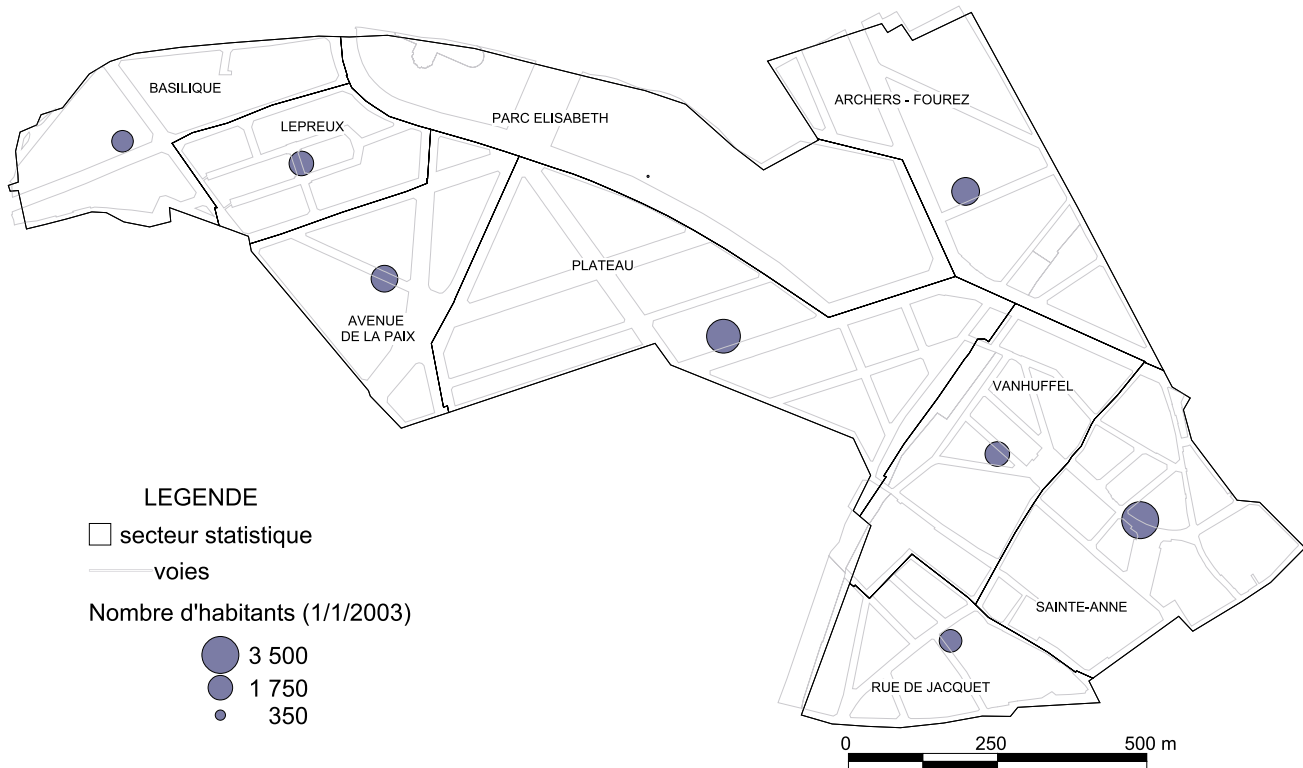 BASILIQUE
LEPREUX
PARC ELISABETH
ARCHERS - FOUREZ
PLATEAU
AVENUE
DE LA PAIX
VANHUFFEL
SAINTE-ANNE
RUE DE JACQUET
LEGENDE
secteur statistique
voies
Nombre d'habitants (1/1/2003)
3 500
1 750
350
0 250 500 m